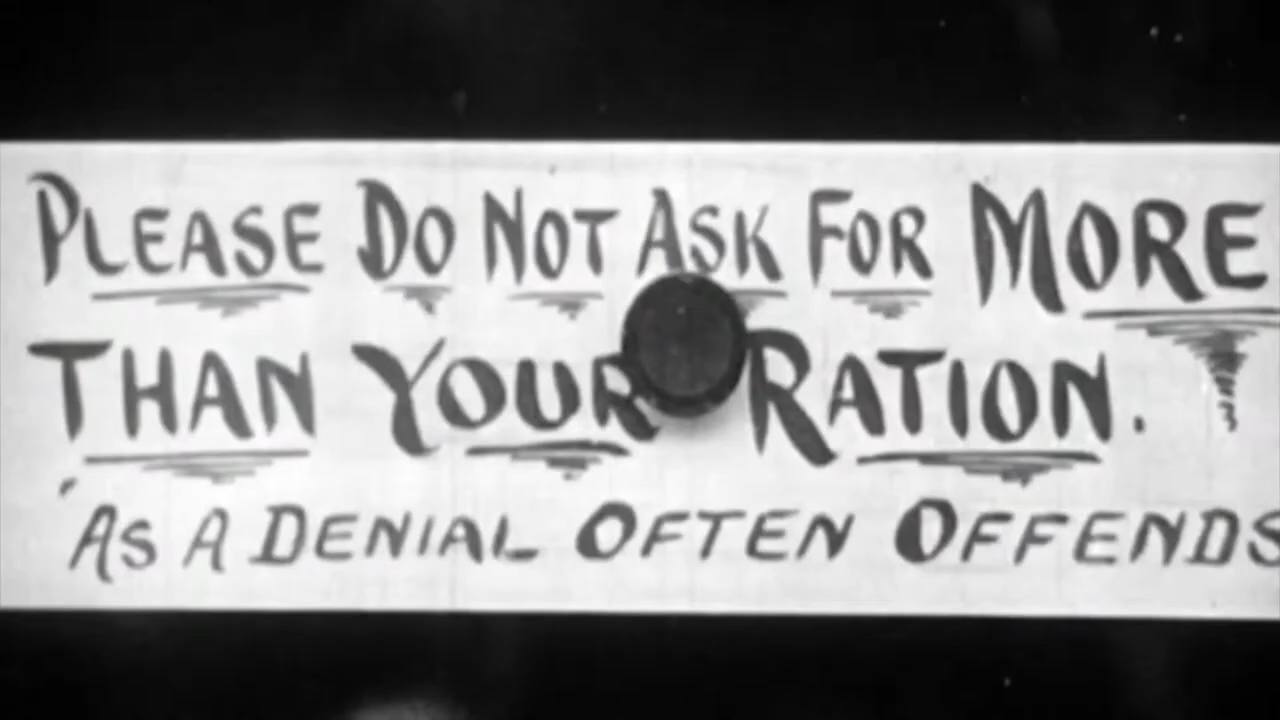 PLEASE DO NOT ASK FOR MORE
THAN YOUR RATION.
'AS A DENIAL OFTEN OFFENDS